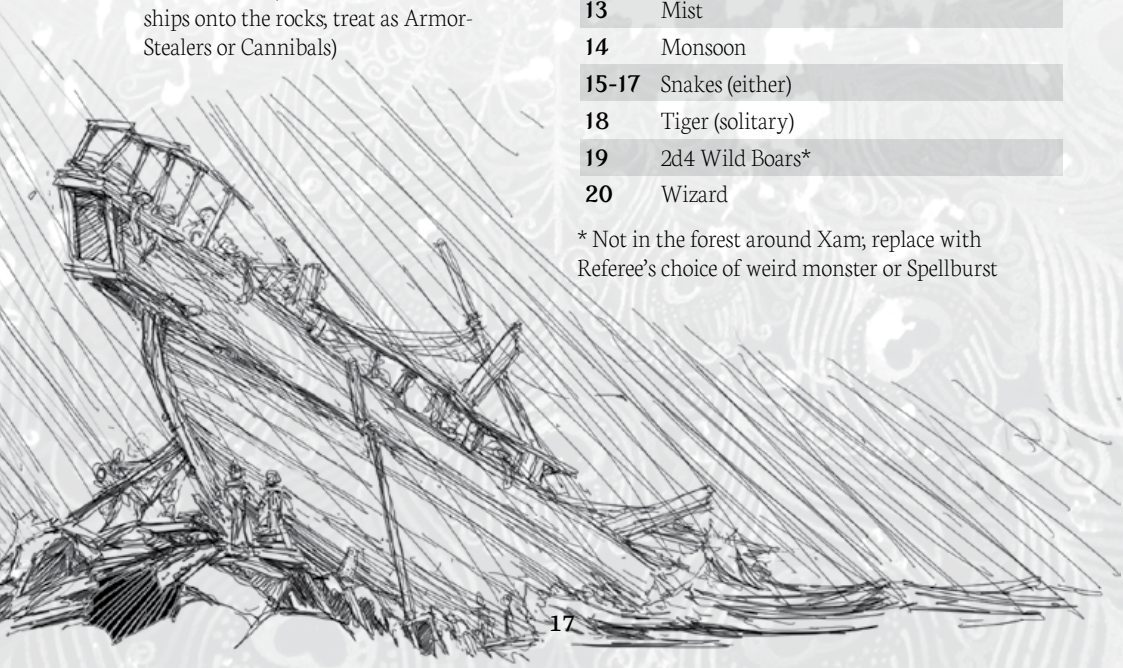 ships onto the rocks, treat as Armor-
Stealers or Cannibals)
13 Mist
14 Monsoon
15-17 Snakes (either)
18 Tiger (solitary)
19 2d4 Wild Boars*
20 Wizard
* Not in the forest around Xam; replace with
Referee’s choice of weird monster or Spellburst
17